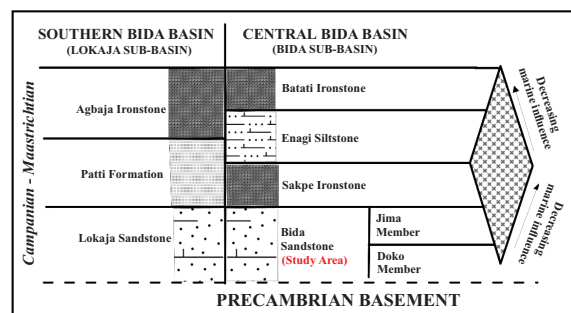 SOUTHERN BIDA BASIN
(LOKAJA SUB-BASIN)
CENTRAL BIDA BASIN
(BIDA SUB-BASIN)
Campanian - Maastrichtian
Agbaja Ironstone
Patti Formation
Lokaja Sandstone
Batati Ironstone
Enagi Siltstone
Sakpe Ironstone
Bida
Sandstone
(Study Area)
Jima
Member
Doko
Member
Decreasing
marine influence
Decreasing
marine influence
PRECAMBRIAN BASEMENT